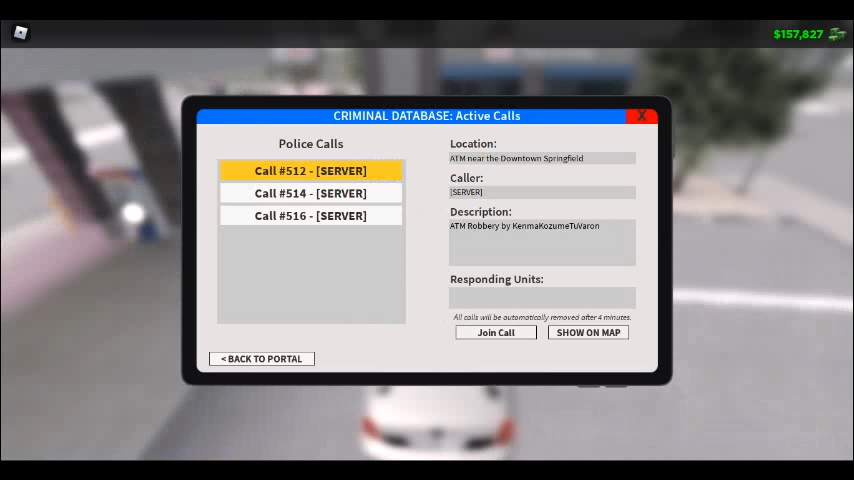 $157,827
CRIMINAL DATABASE: Active Calls
X
Police Calls
Call #512 - [SERVER]
Call #514 - [SERVER]
Call #516 - [SERVER]
< BACK TO PORTAL
Location:
ATM near the Downtown Springfield
Caller:
[SERVER]
Description:
ATM Robbery by KenmaKozumeTuVaron
Responding Units:
All calls will be automatically removed after 4 minutes.
Join Call
SHOW ON MAP